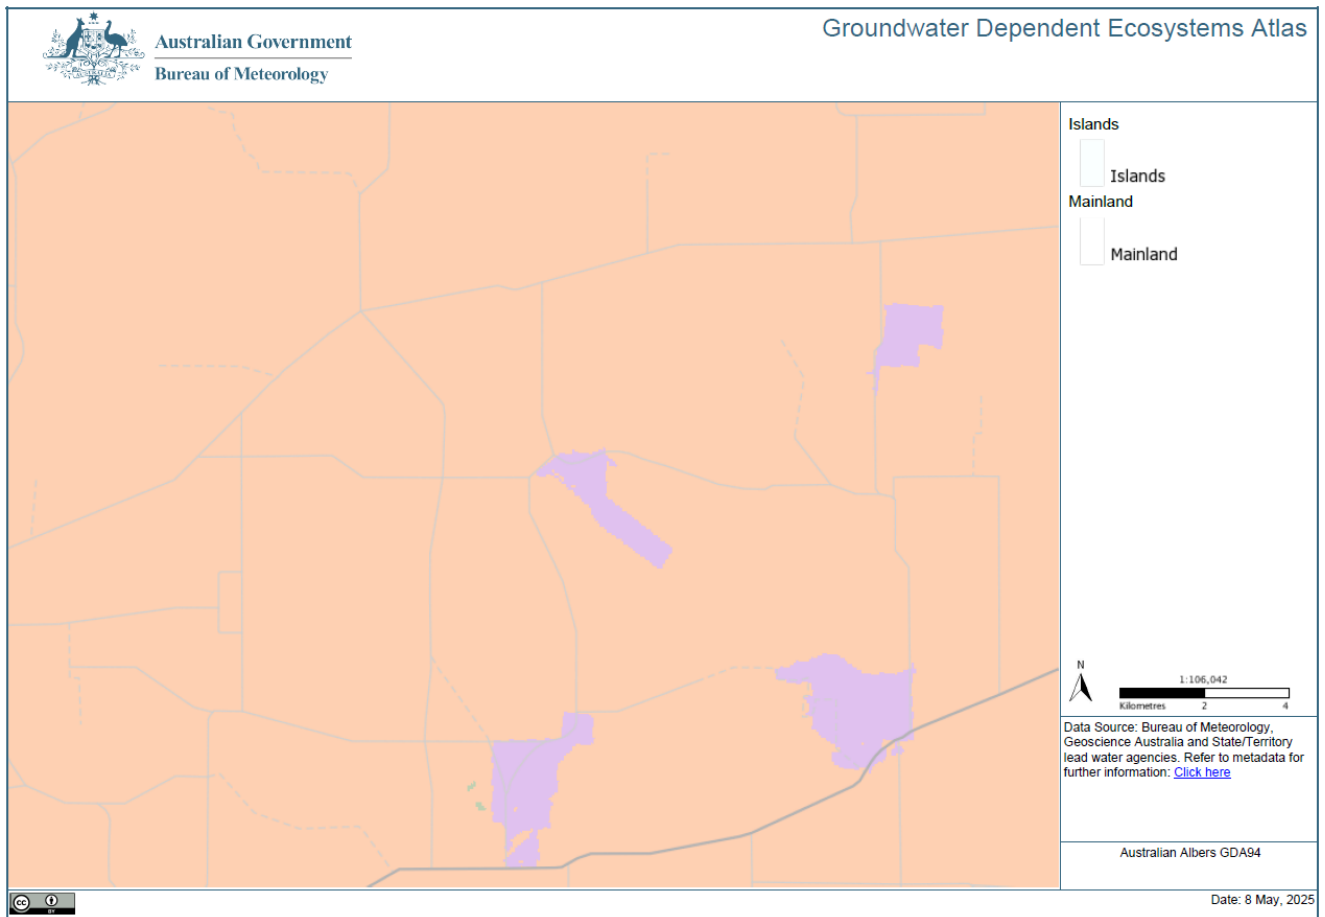 Australian Government
Bureau of Meteorology
Groundwater Dependent Ecosystems Atlas
Islands
Islands
Mainland
Mainland
N
1:106,042
Kilometres 2 4
Data Source: Bureau of Meteorology,
Geoscience Australia and State/Territory
lead water agencies. Refer to metadata for
further information: Click here
Australian Albers GDA94
cc BY
Date: 8 May, 2025